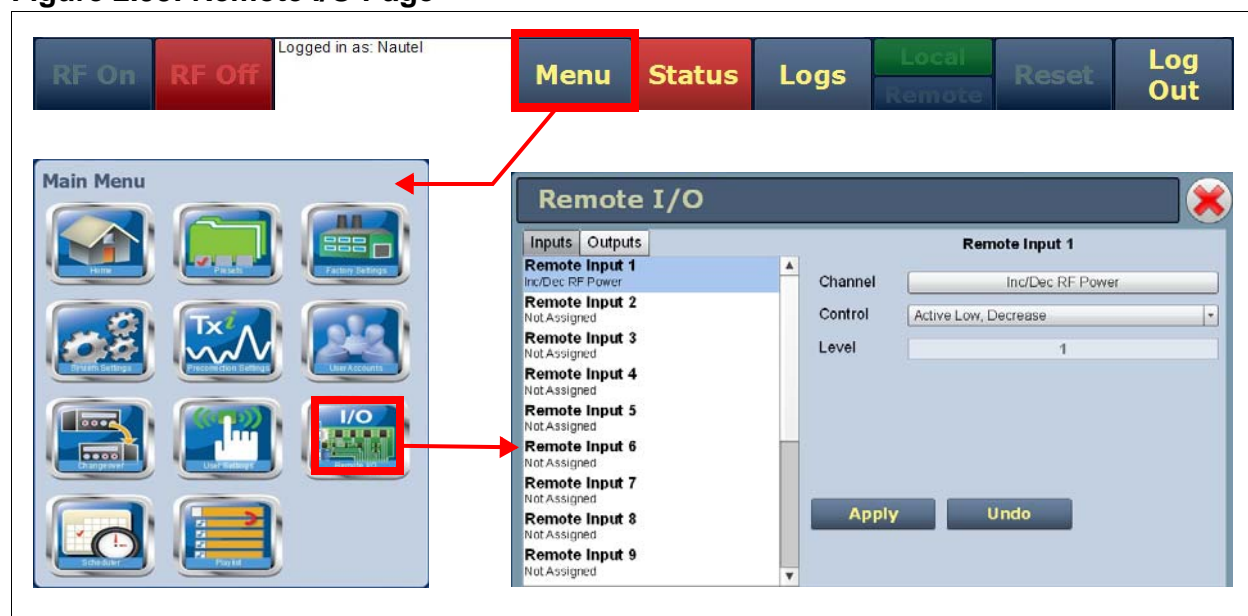 Figure 2.33: Remote I/O Page
RF On
RF Off
Logged in as: Nautel
Menu
Status
Logs
Local
Remote
Reset
Log Out
Main Menu
Home
Presets
Factory Settings
System Settings
Txi
Precorrection Settings
User Accounts
Changeover
User Settings
I/O
Remote I/O
Scheduler
Playlist
Remote I/O
Inputs
Outputs
Remote Input 1
Inc/Dec RF Power
Remote Input 2
Not Assigned
Remote Input 3
Not Assigned
Remote Input 4
Not Assigned
Remote Input 5
Not Assigned
Remote Input 6
Not Assigned
Remote Input 7
Not Assigned
Remote Input 8
Not Assigned
Remote Input 9
Not Assigned
Remote Input 1
Channel
Inc/Dec RF Power
Control
Active Low, Decrease
Level
1
Apply
Undo